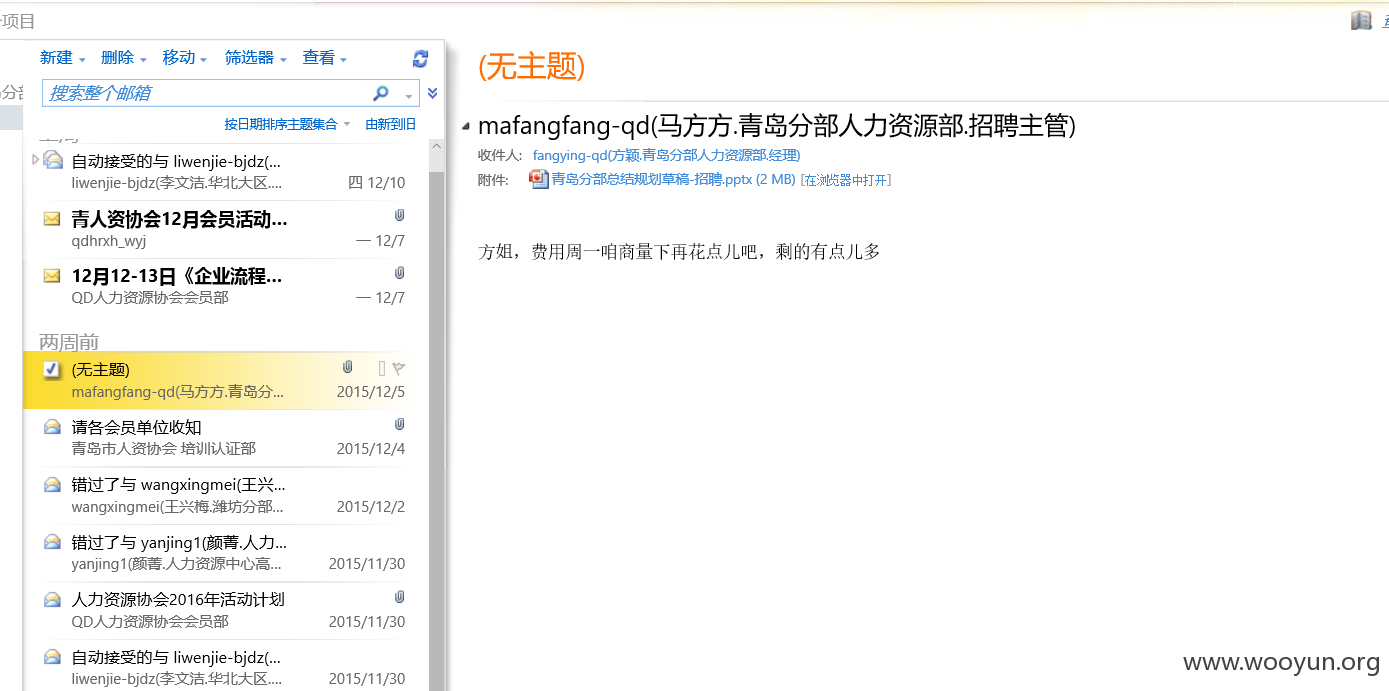 项目
新建 删除 移动 筛选器 查看
搜索整个邮箱
按日期排序主题集合 由新到旧
自动接受的与 liwenjie-bjdz(...
liwenjie-bjdz(李文洁.华北大区.... 四 12/10
青人资协会12月会员活动...
qdhrxh_wyj 一 12/7
12月12-13日《企业流程...
QD人力资源协会会员部 一 12/7
两周前
(无主题)
mafangfang-qd(马方方.青岛分... 2015/12/5
请各会员单位收知
青岛市人资协会 培训认证部 2015/12/4
错过了与 wangxingmei(王兴...
wangxingmei(王兴梅.潍坊分部... 2015/12/2
错过了与 yanjing1(颜菁.人力...
yanjing1(颜菁.人力资源中心高... 2015/11/30
人力资源协会2016年活动计划
QD人力资源协会会员部 2015/11/30
自动接受的与 liwenjie-bjdz(...
liwenjie-bjdz(李文洁.华北大区.... 2015/11/30
(无主题)
mafangfang-qd(马方方.青岛分部人力资源部.招聘主管)
收件人: fangying-qd(方颖.青岛分部人力资源部.经理)
附件: 青岛分部总结规划草稿-招聘.pptx (2 MB) [在浏览器中打开]
方姐，费用周一咱商量下再花点儿吧，剩的有点儿多
www.wooyun.org